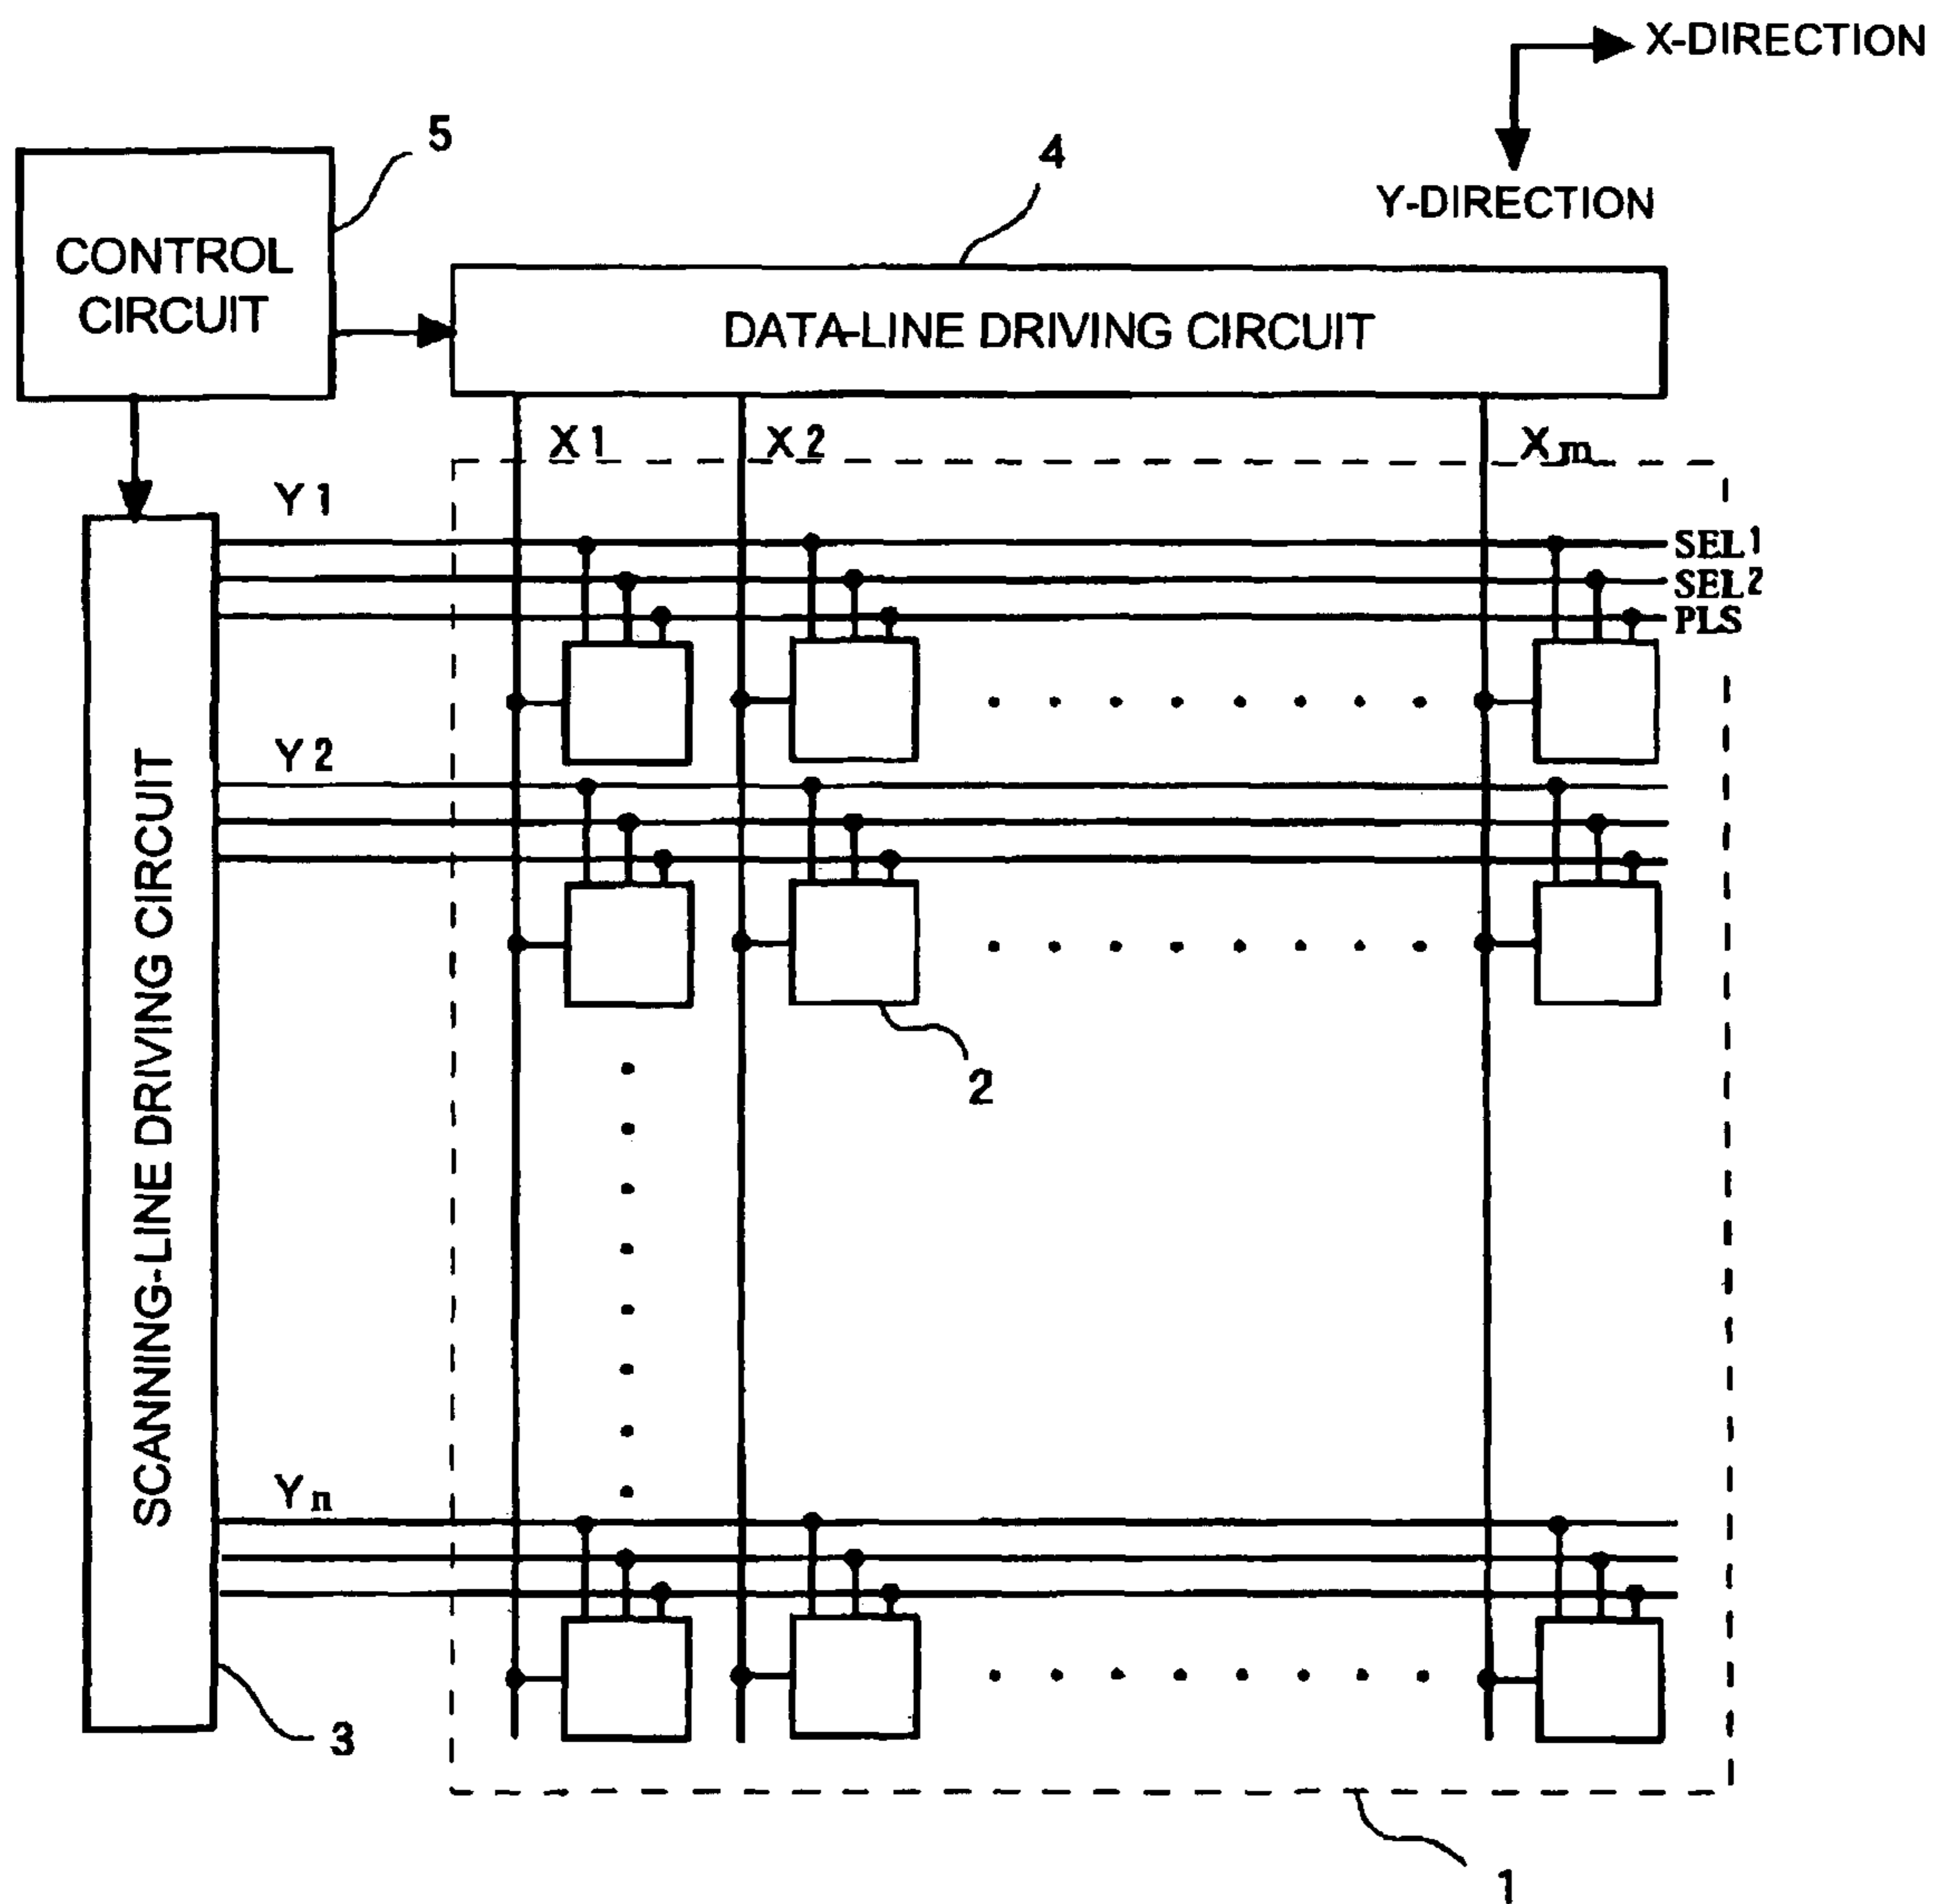 X-DIRECTION
5
4
Y-DIRECTION
CONTROL
CIRCUIT
DATA-LINE DRIVING CIRCUIT
X1
X2
Xm
Y1
SEL1
SEL2
PLS
Y2
SCANNING-LINE DRIVING CIRCUIT
2
Yn
3
1